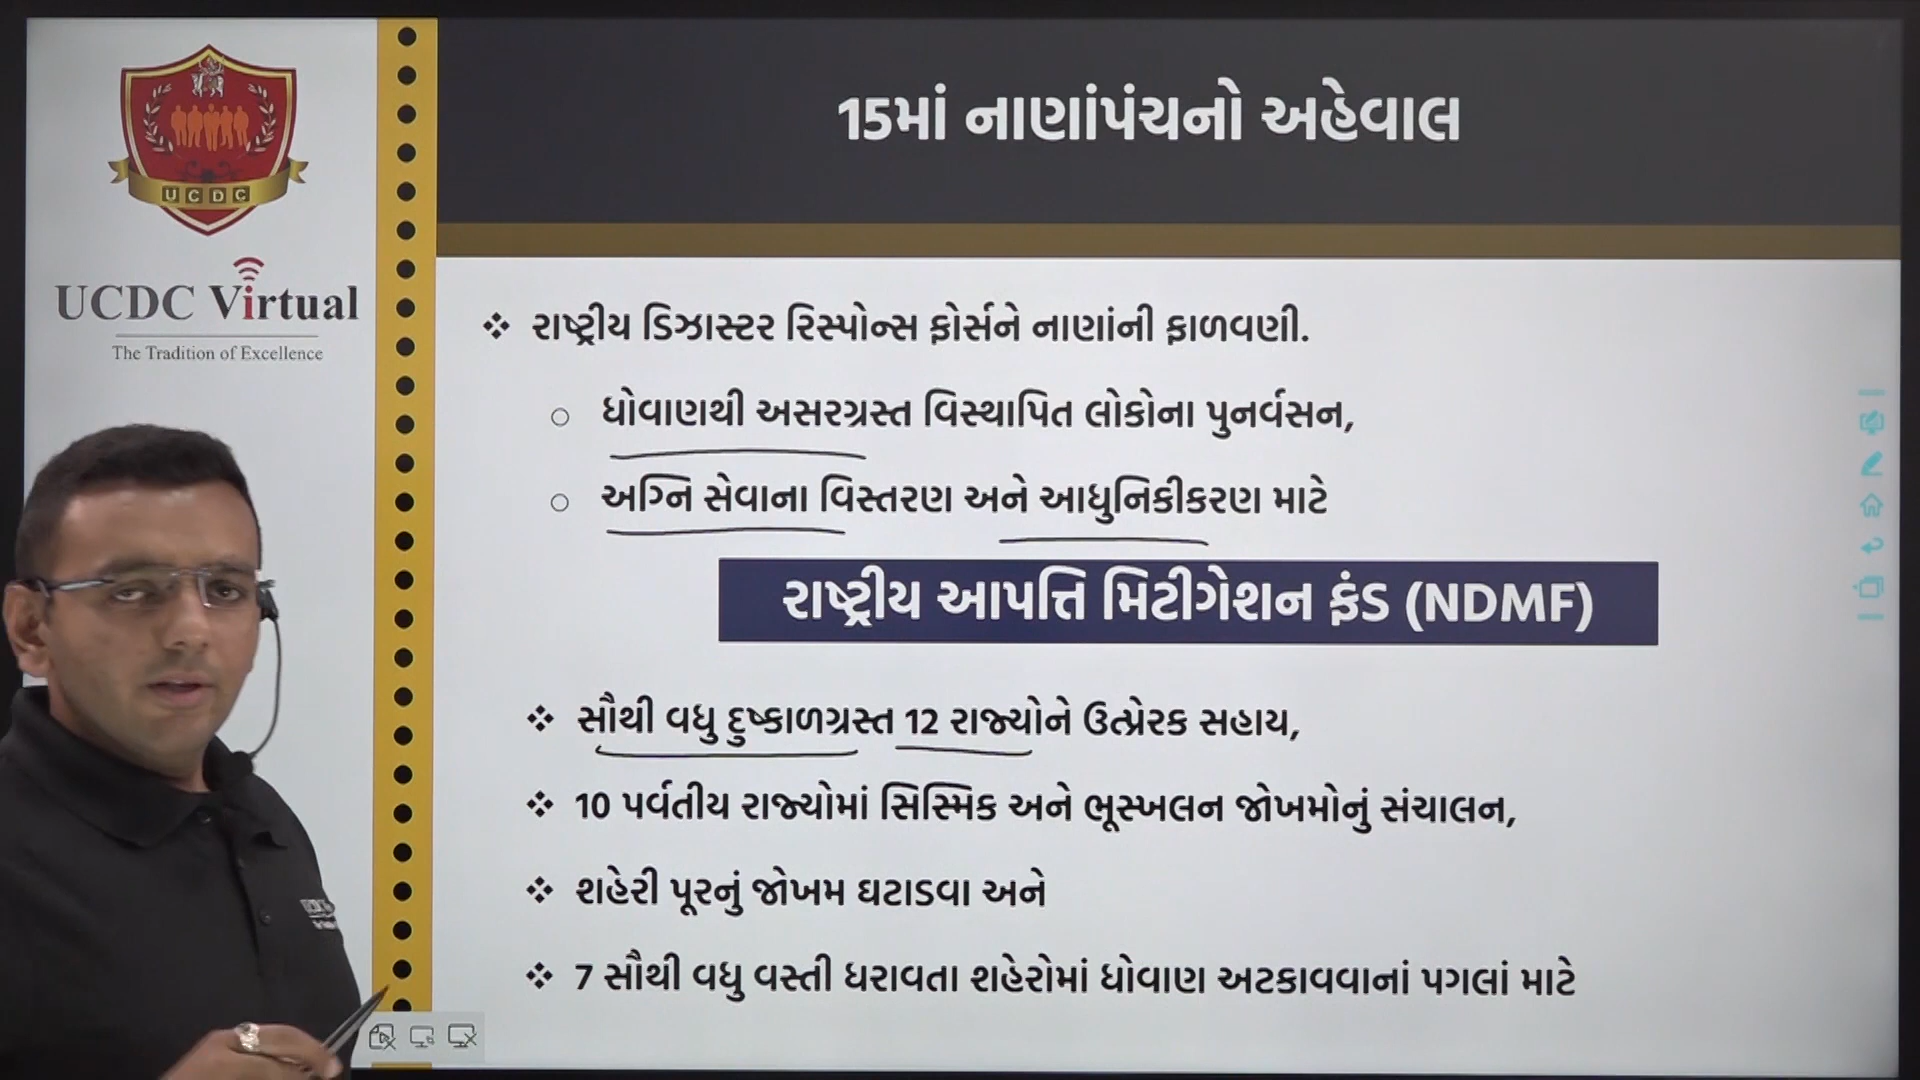 UCDC
UCDC Virtual
The Tradition of Excellence
15માં નાણાંપંચનો અહેવાલ
રાષ્ટ્રીય ડિઝાસ્ટર રિસ્પોન્સ ફોર્સને નાણાંની ફાળવણી.
ધોવાણથી અસરગ્રસ્ત વિસ્થાપિત લોકોના પુનર્વસન,
અગ્નિ સેવાના વિસ્તરણ અને આધુનિકીકરણ માટે
રાષ્ટ્રીય આપત્તિ મિટીગેશન ફંડ (NDMF)
સૌથી વધુ દુષ્કાળગ્રસ્ત 12 રાજ્યોને ઉત્પ્રેરક સહાય,
10 પર્વતીય રાજ્યોમાં સિસ્મિક અને ભૂસ્ખલન જોખમોનું સંચાલન,
શહેરી પૂરનું જોખમ ઘટાડવા અને
7 સૌથી વધુ વસ્તી ધરાવતા શહેરોમાં ધોવાણ અટકાવવાનાં પગલાં માટે